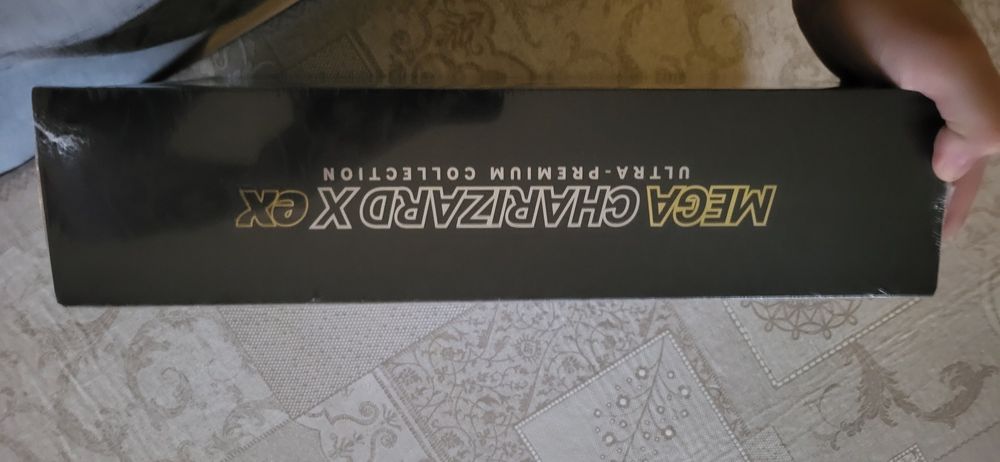 MEGA CHARIZARD X ex
ULTRA-PREMIUM COLLECTION